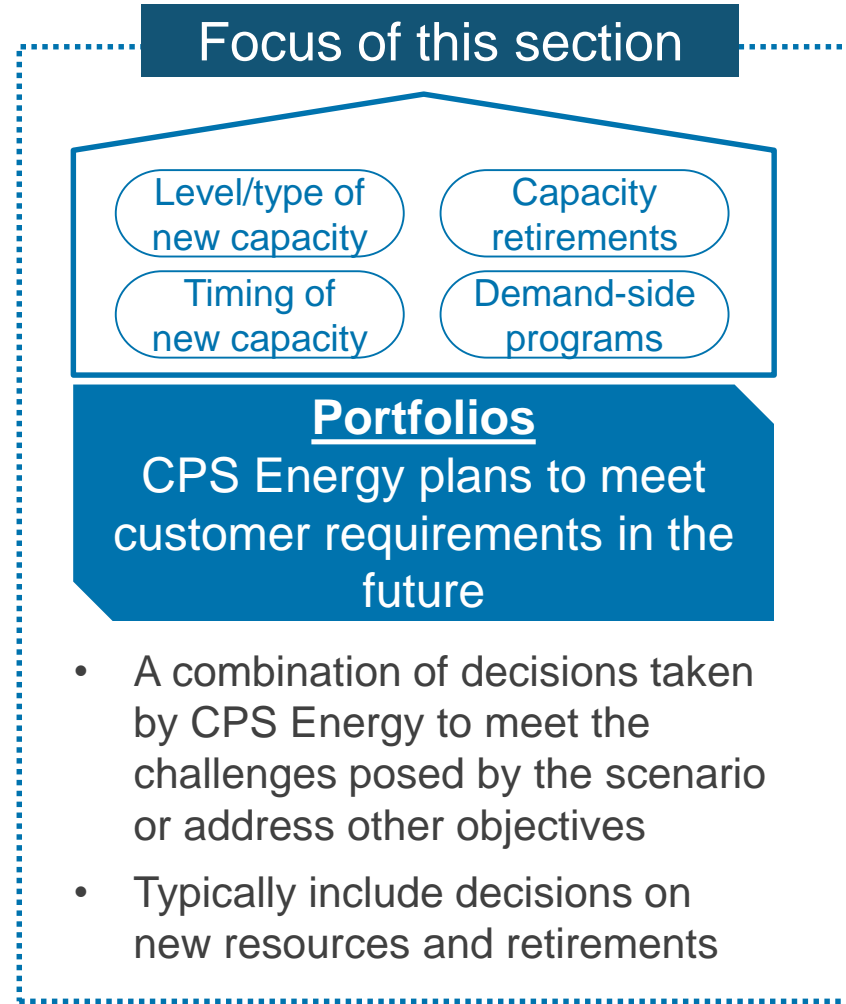 Focus of this section
Level/type of
new capacity
Capacity
retirements
Timing of
new capacity
Demand-side
programs
Portfolios
CPS Energy plans to meet
customer requirements in the
future
• A combination of decisions taken
by CPS Energy to meet the
challenges posed by the scenario
or address other objectives
• Typically include decisions on
new resources and retirements